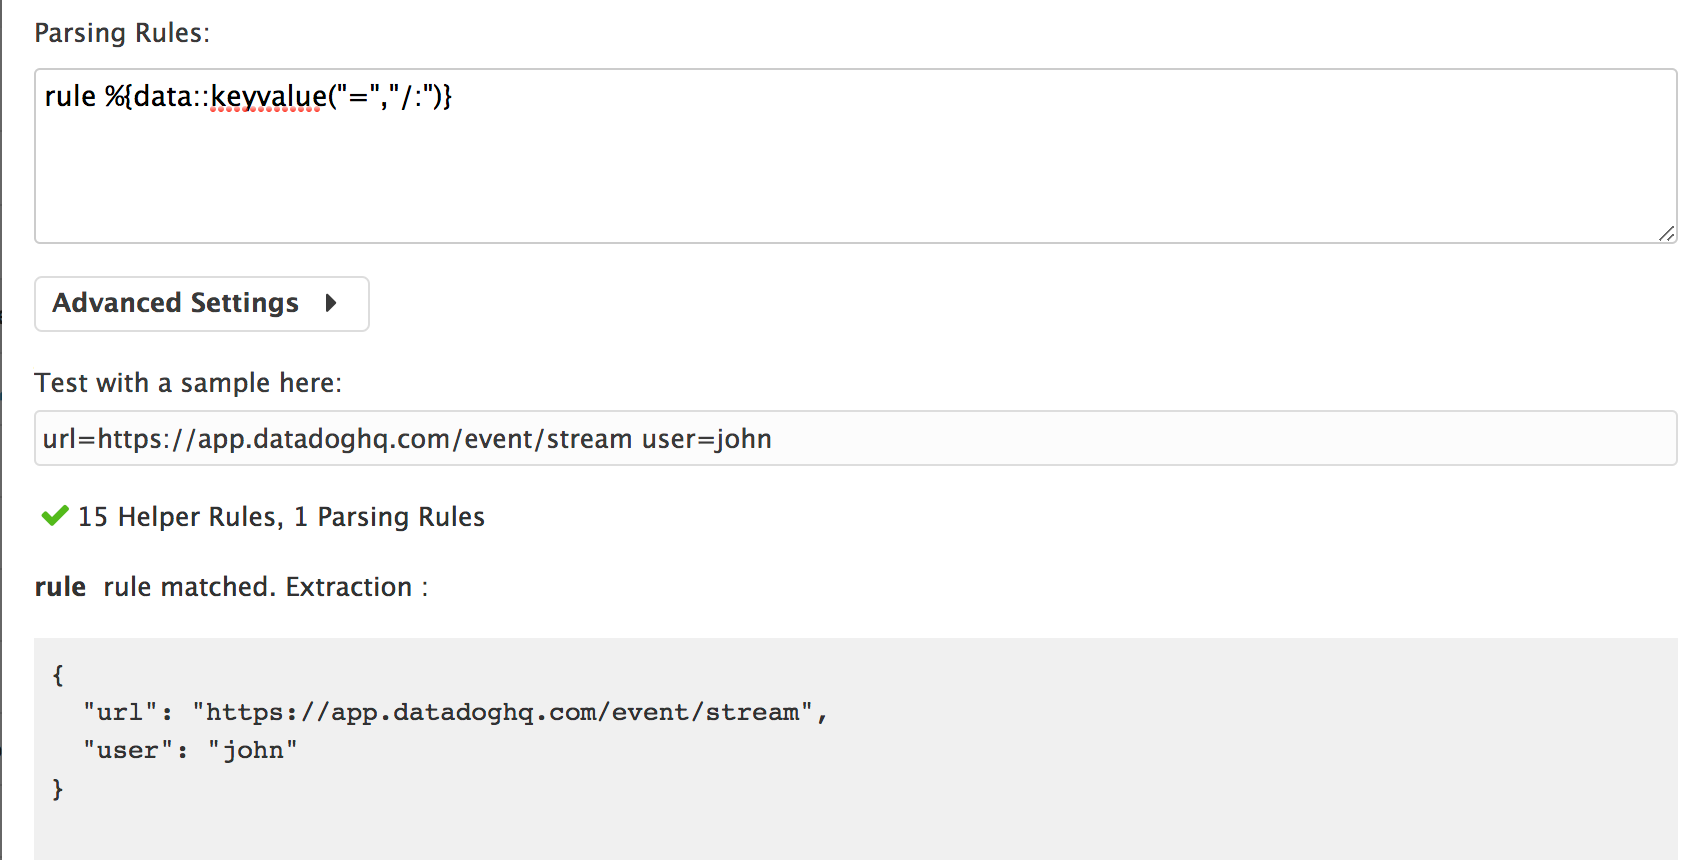 Parsing Rules:
rule %{data::keyvalue("=","/:")}
Advanced Settings
Test with a sample here:
url=https://app.datadoghq.com/event/stream user=john
15 Helper Rules, 1 Parsing Rules
rule rule matched. Extraction :
{
"url": "https://app.datadoghq.com/event/stream",
"user": "john"
}